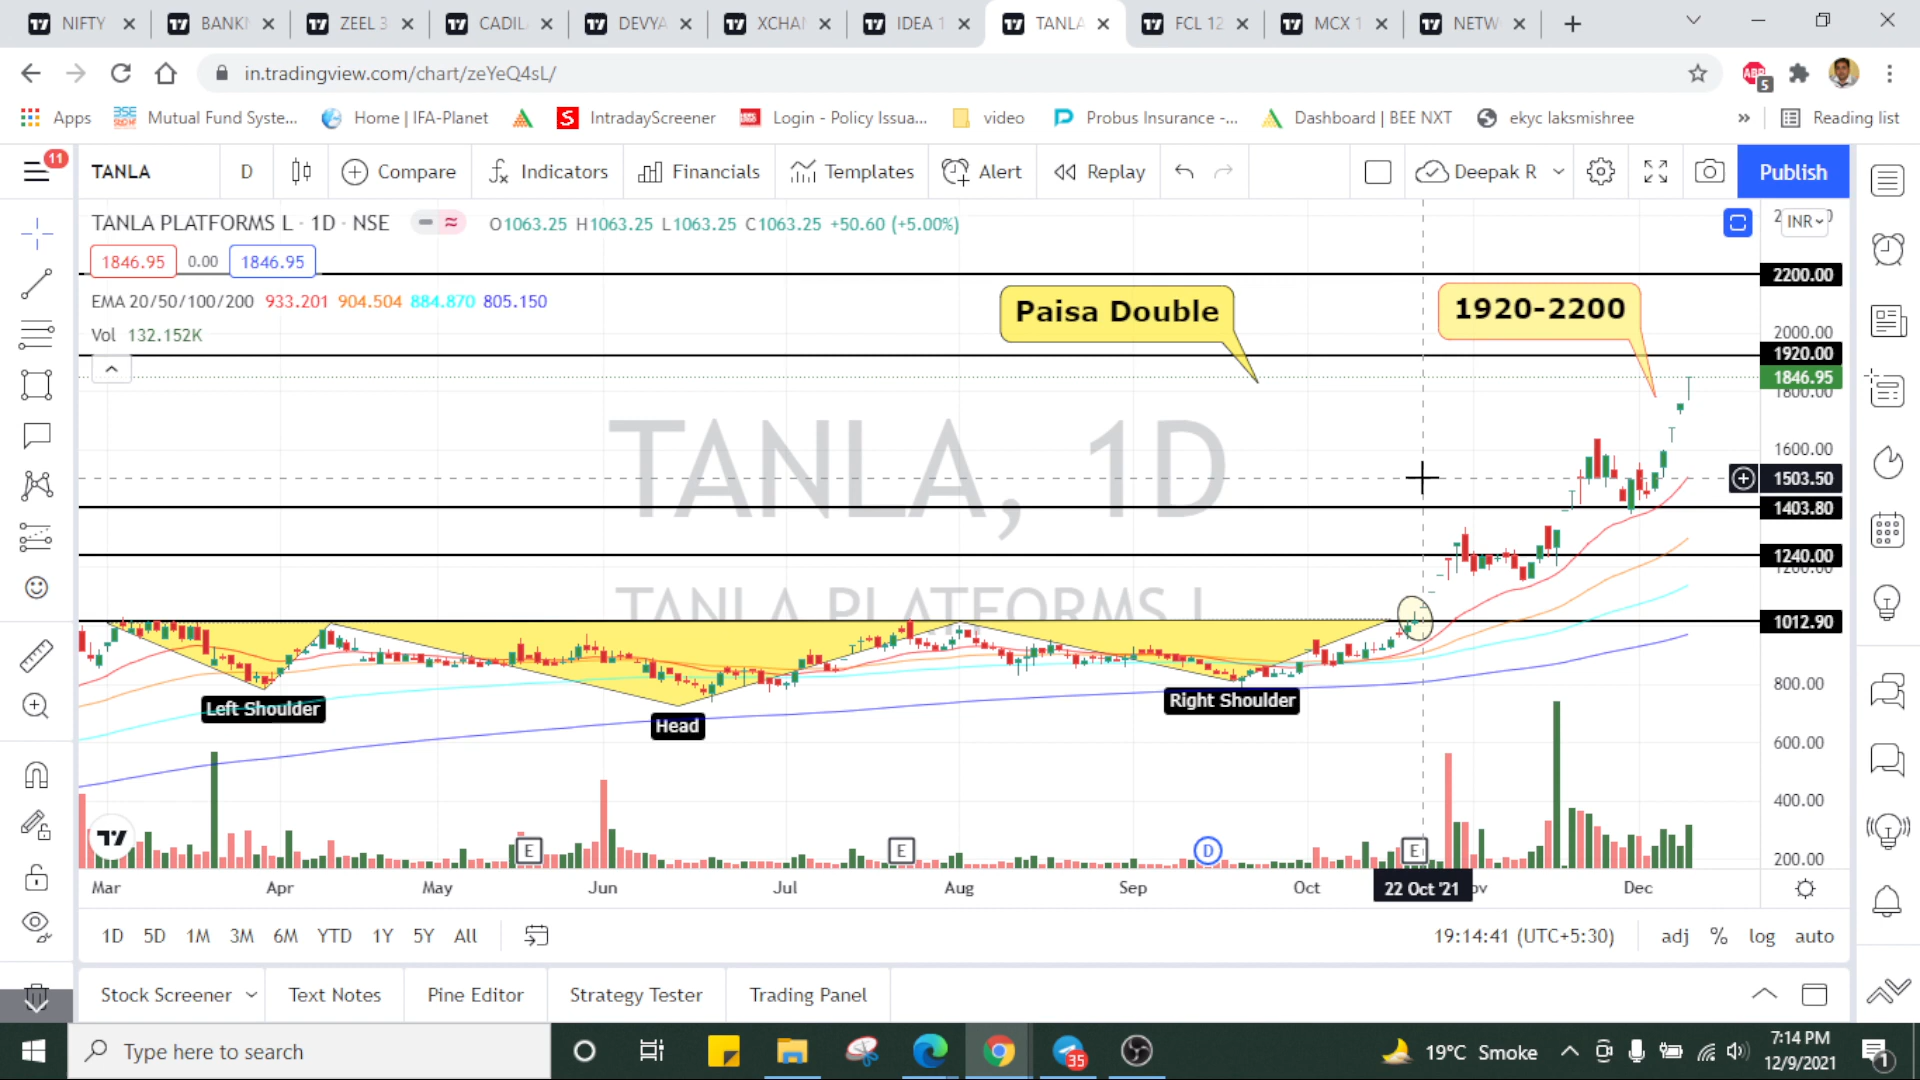 NIFTY
BANKN
ZEEL 3
CADIL
DEVYA
XCHAN
IDEA 1
TANLA
FCL 12
MCX 1
NETW
in.tradingview.com/chart/zeYeQ4sL/
ABP 5
Apps
Mutual Fund Syste...
Home | IFA-Planet
S IntradayScreener
Login - Policy Issua...
video
Probus Insurance -...
Dashboard | BEE NXT
ekyc laksmishree
»
Reading list
11
TANLA
D
Compare
Indicators
Financials
Templates
Alert
Replay
Deepak R
Publish
TANLA PLATFORMS L · 1D · NSE
O1063.25 H1063.25 L1063.25 C1063.25 +50.60 (+5.00%)
INR
1846.95 0.00 1846.95
EMA 20/50/100/200 933.201 904.504 884.870 805.150
Vol 132.152K
Paisa Double
1920-2200
2200.00
2000.00
1920.00
1846.95
1800.00
1600.00
1503.50
1403.80
1240.00
1200.00
1012.90
800.00
600.00
400.00
200.00
TANLA, 1D
TANLA PLATFORMS L
Left Shoulder
Head
Right Shoulder
E
E
D
E
Mar
Apr
May
Jun
Jul
Aug
Sep
Oct
22 Oct '21
Dec
1D 5D 1M 3M 6M YTD 1Y 5Y All
19:14:41 (UTC+5:30)
adj % log auto
Stock Screener
Text Notes
Pine Editor
Strategy Tester
Trading Panel
Type here to search
35
19°C Smoke
7:14 PM
12/9/2021
1